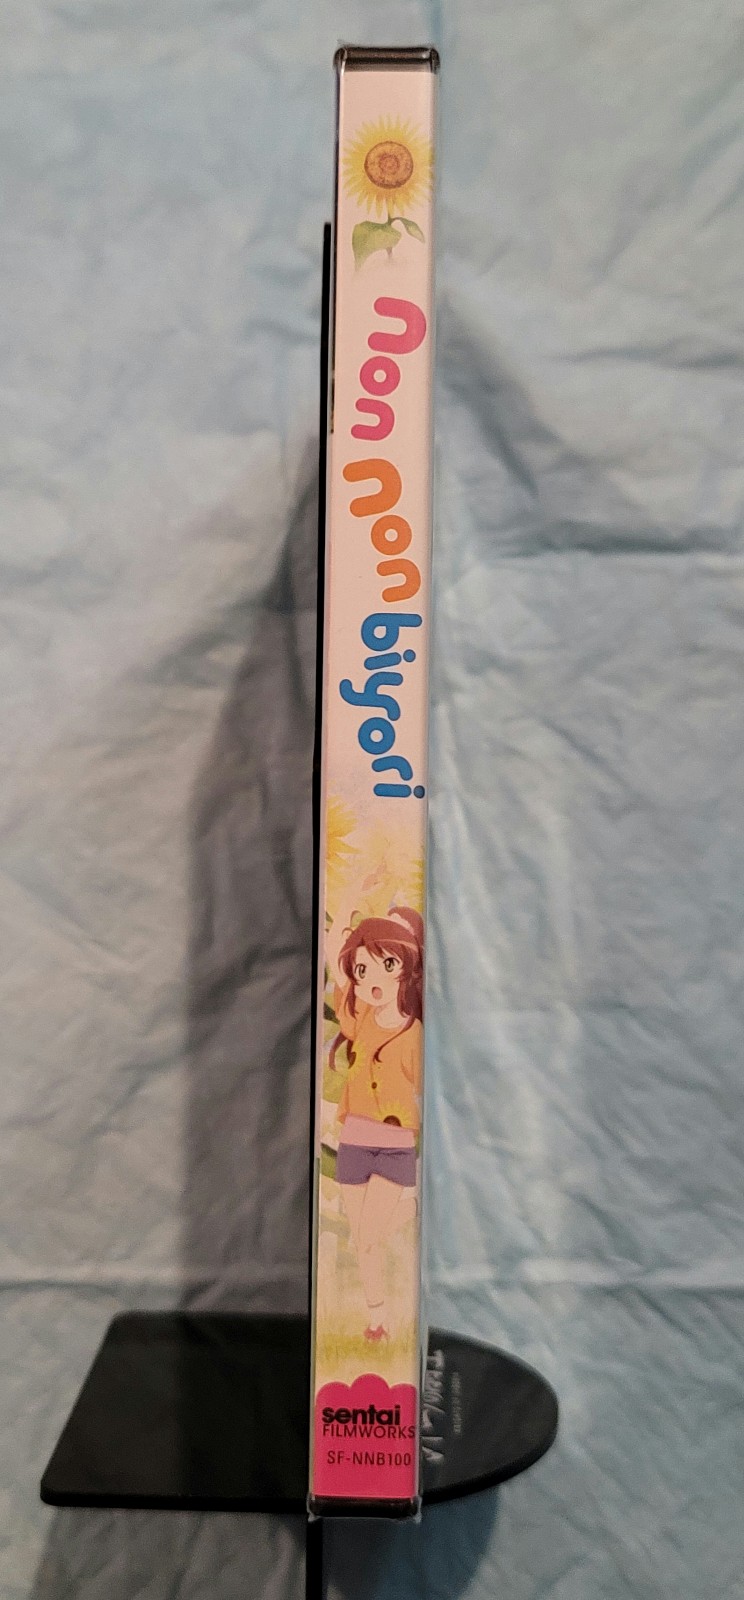 non non biyori
sentai
FILMWORKS
SF-NNB100